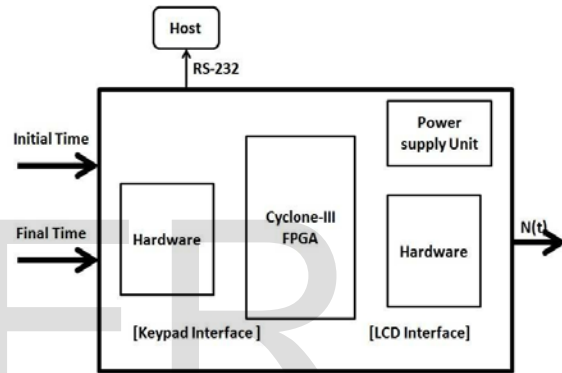 Host
RS-232
Initial Time
Final Time
Hardware
Cyclone-III
FPGA
Power
supply Unit
Hardware
N(t)
[Keypad Interface ]
[LCD Interface]